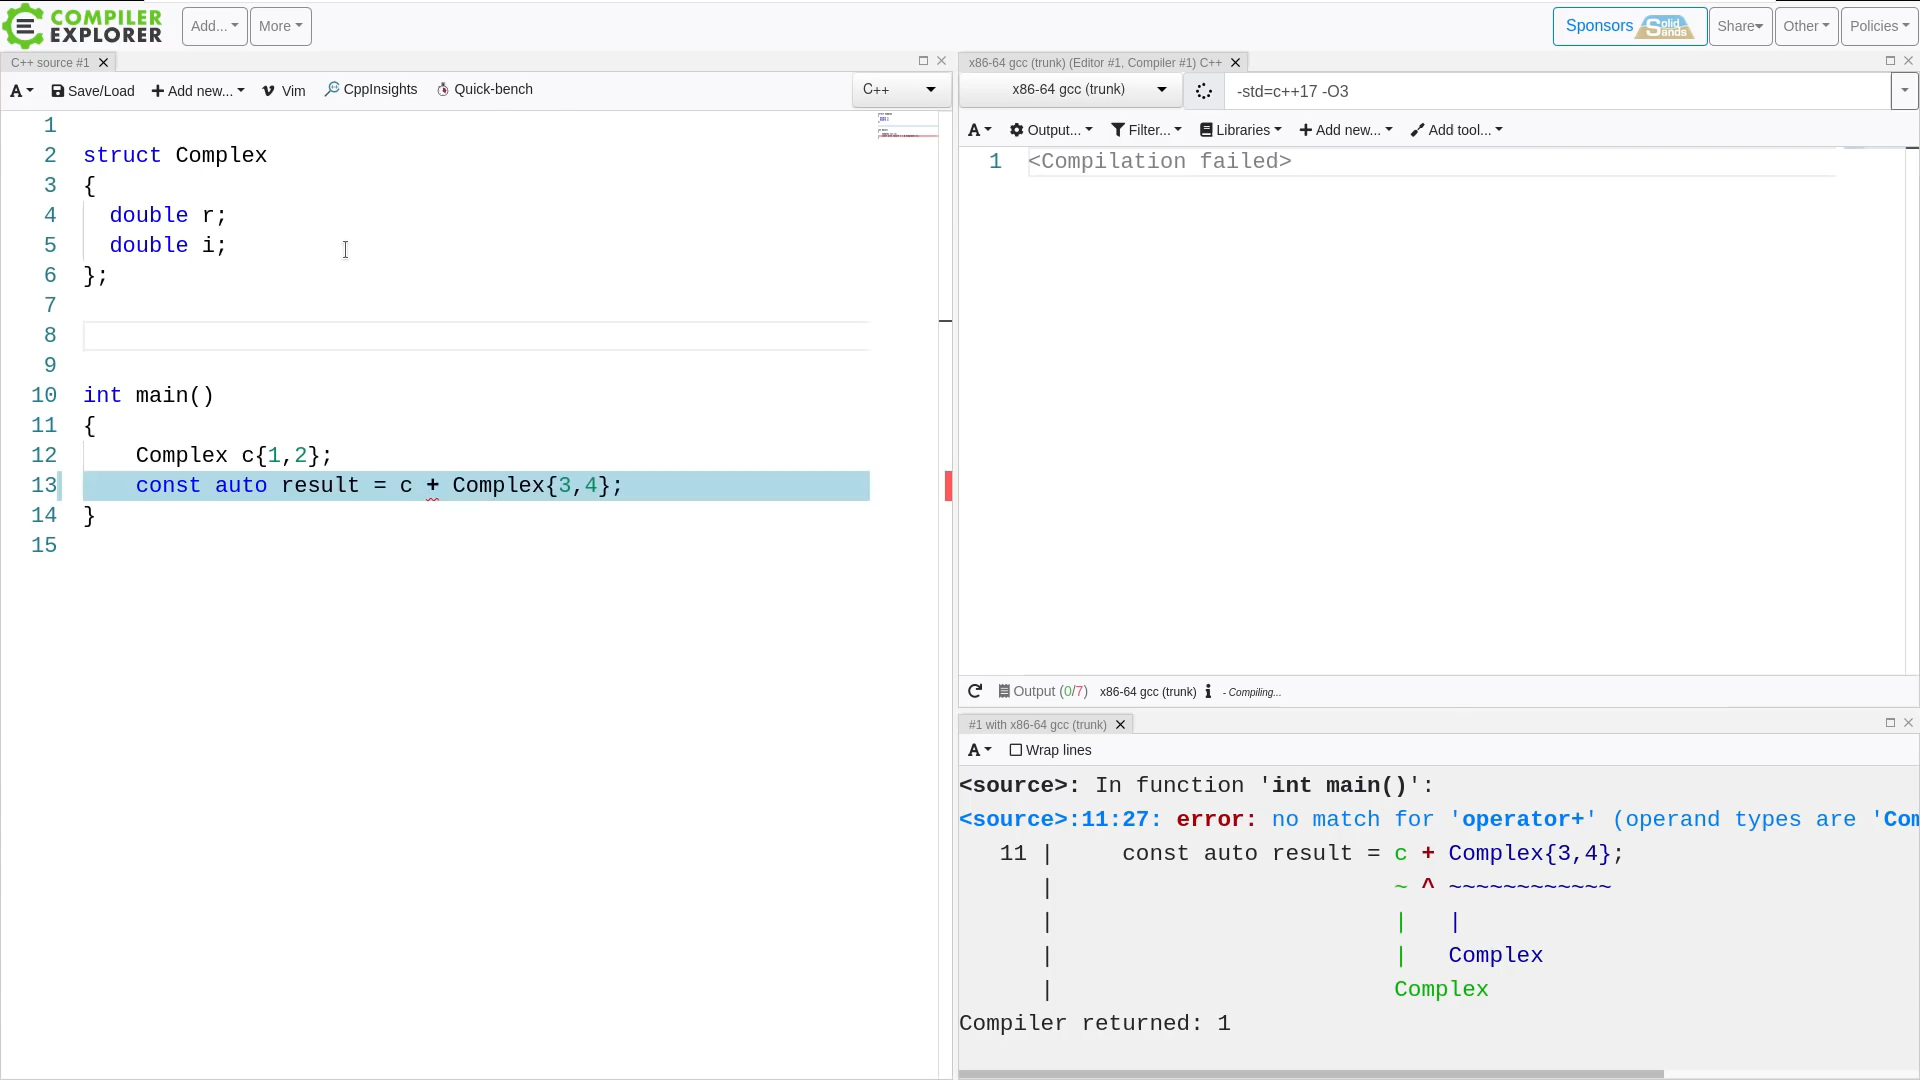 COMPILER
EXPLORER
Add...
More
Sponsors
Solid
Sands
Share
Other
Policies
C++ source #1
A
Save/Load
Add new...
Vim
CppInsights
Quick-bench
C++
1
2 struct Complex
3 {
4 double r;
5 double i;
6 };
7
8
9
10 int main()
11 {
12 Complex c{1,2};
13 const auto result = c + Complex{3,4};
14 }
15
x86-64 gcc (trunk) (Editor #1, Compiler #1) C++
x86-64 gcc (trunk)
-std=c++17 -O3
A
Output...
Filter...
Libraries
Add new...
Add tool...
1 <Compilation failed>
Output (0/7) x86-64 gcc (trunk) i - Compiling...
#1 with x86-64 gcc (trunk)
A
Wrap lines
<source>: In function 'int main()':
<source>:11:27: error: no match for 'operator+' (operand types are 'Com
11 | const auto result = c + Complex{3,4};
| ~ ^ ~~~~~~~~~~~~
| | |
| | Complex
| Complex
Compiler returned: 1